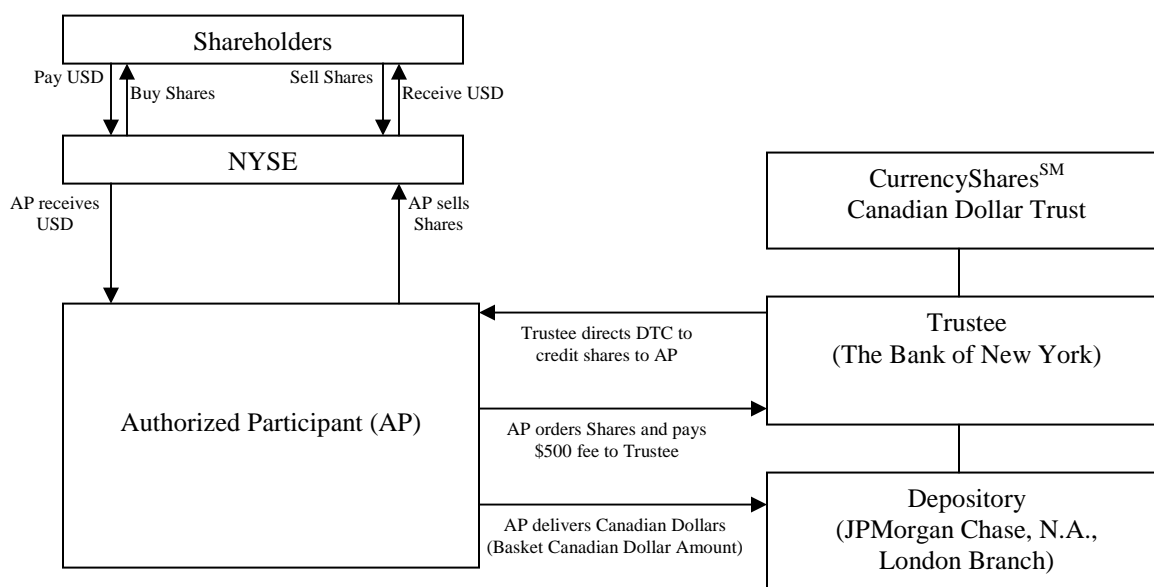 Shareholders
Pay USD
Buy Shares
Sell Shares
Receive USD
NYSE
AP receives
USD
AP sells
Shares
CurrencyShares^SM
Canadian Dollar Trust
Trustee directs DTC to
credit shares to AP
Trustee
(The Bank of New York)
Authorized Participant (AP)
AP orders Shares and pays
$500 fee to Trustee
AP delivers Canadian Dollars
(Basket Canadian Dollar Amount)
Depository
(JPMorgan Chase, N.A.,
London Branch)